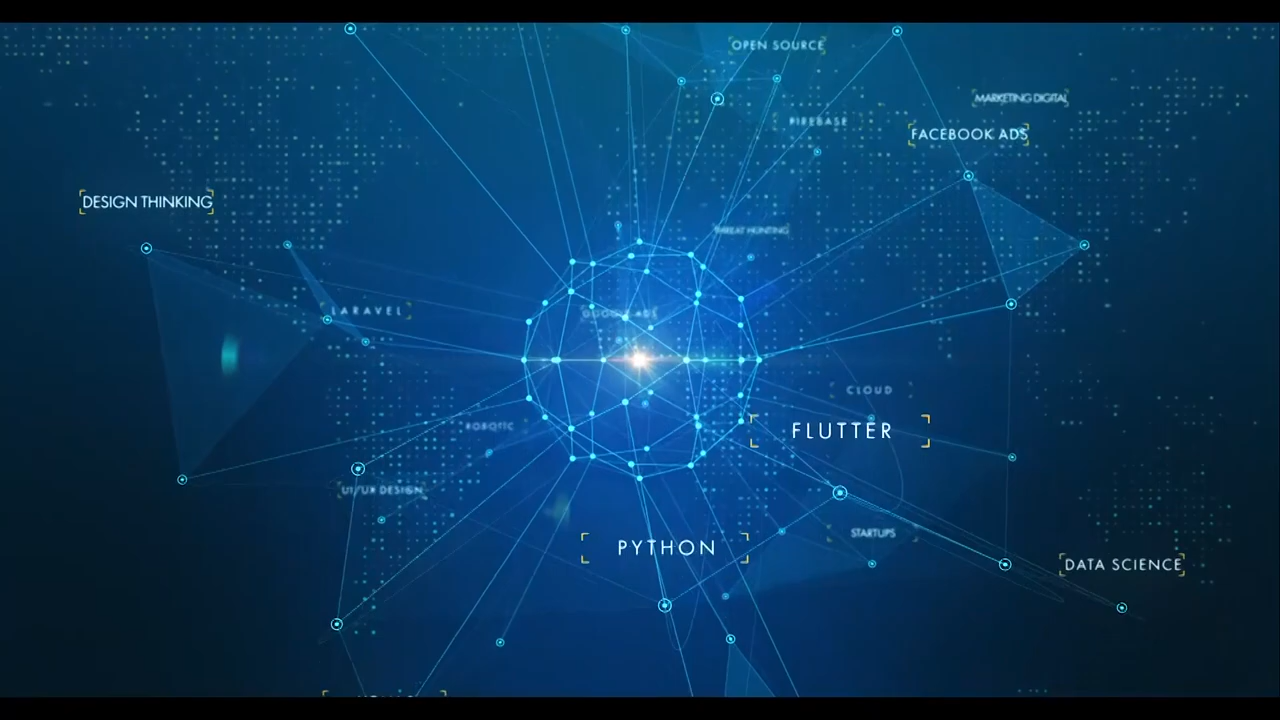 OPEN SOURCE
MARKETING DIGITAL
FIREBASE
FACEBOOK ADS
DESIGN THINKING
THREAT HUNTING
LARAVEL
GOOGLE ADS
CLOUD
ROBOTIC
FLUTTER
UI/UX DESIGN
STARTUPS
PYTHON
DATA SCIENCE